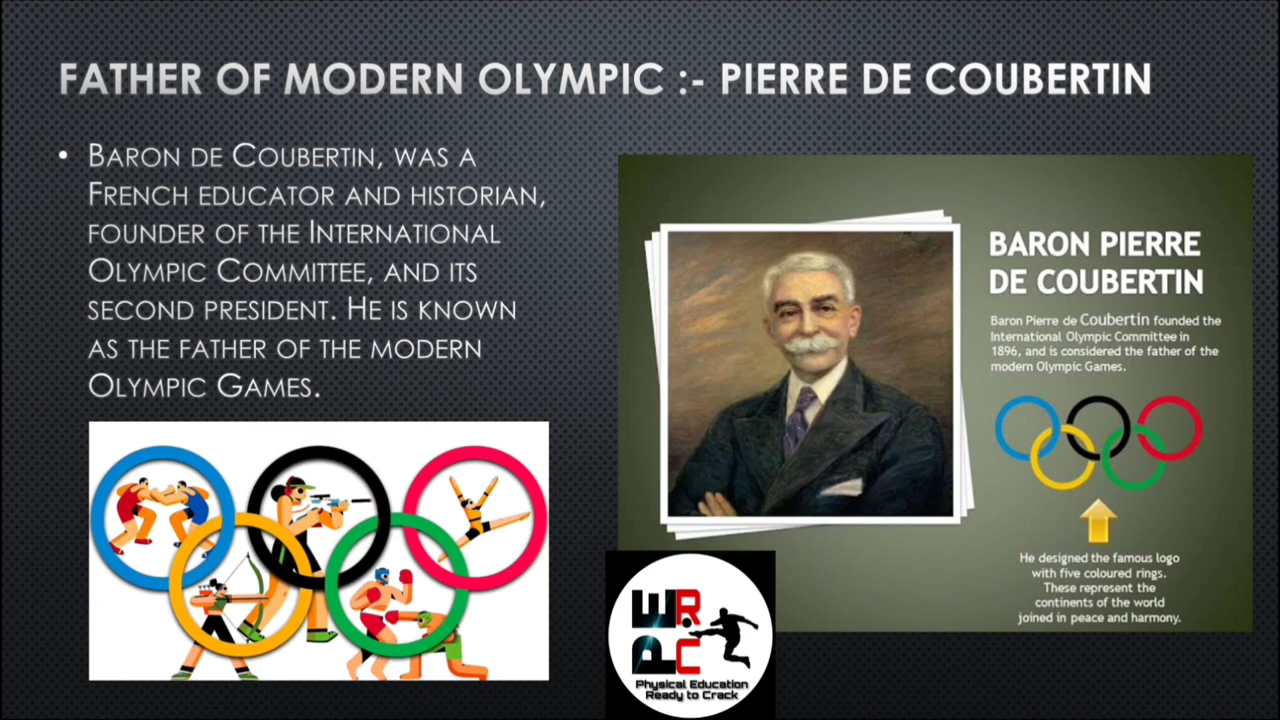 FATHER OF MODERN OLYMPIC :- PIERRE DE COUBERTIN
• BARON DE COUBERTIN, WAS A
FRENCH EDUCATOR AND HISTORIAN,
FOUNDER OF THE INTERNATIONAL
OLYMPIC COMMITTEE, AND ITS
SECOND PRESIDENT. HE IS KNOWN
AS THE FATHER OF THE MODERN
OLYMPIC GAMES.
BARON PIERRE
DE COUBERTIN
Baron Pierre de Coubertin founded the
International Olympic Committee in
1896, and is considered the father of the
modern Olympic Games.
He designed the famous logo
with five coloured rings.
These represent the
continents of the world
joined in peace and harmony.
PE
R.C
Physical Education
Ready to Crack